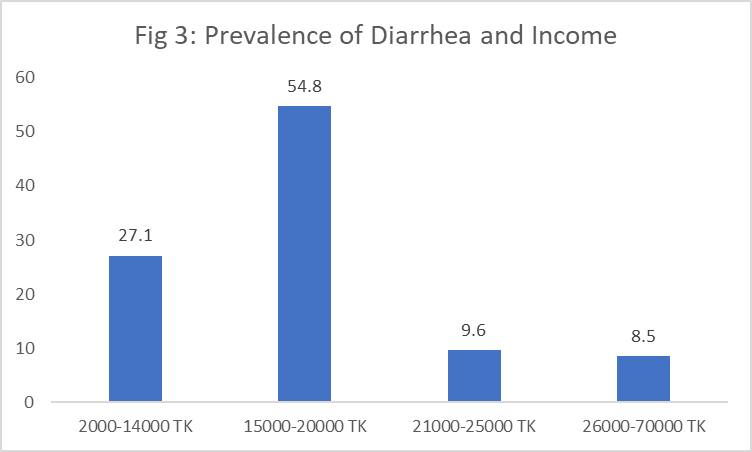 Fig 3: Prevalence of Diarrhea and Income
60
50
40
30
20
10
0
27.1
54.8
9.6
8.5
2000-14000 TK
15000-20000 TK
21000-25000 TK
26000-70000 TK